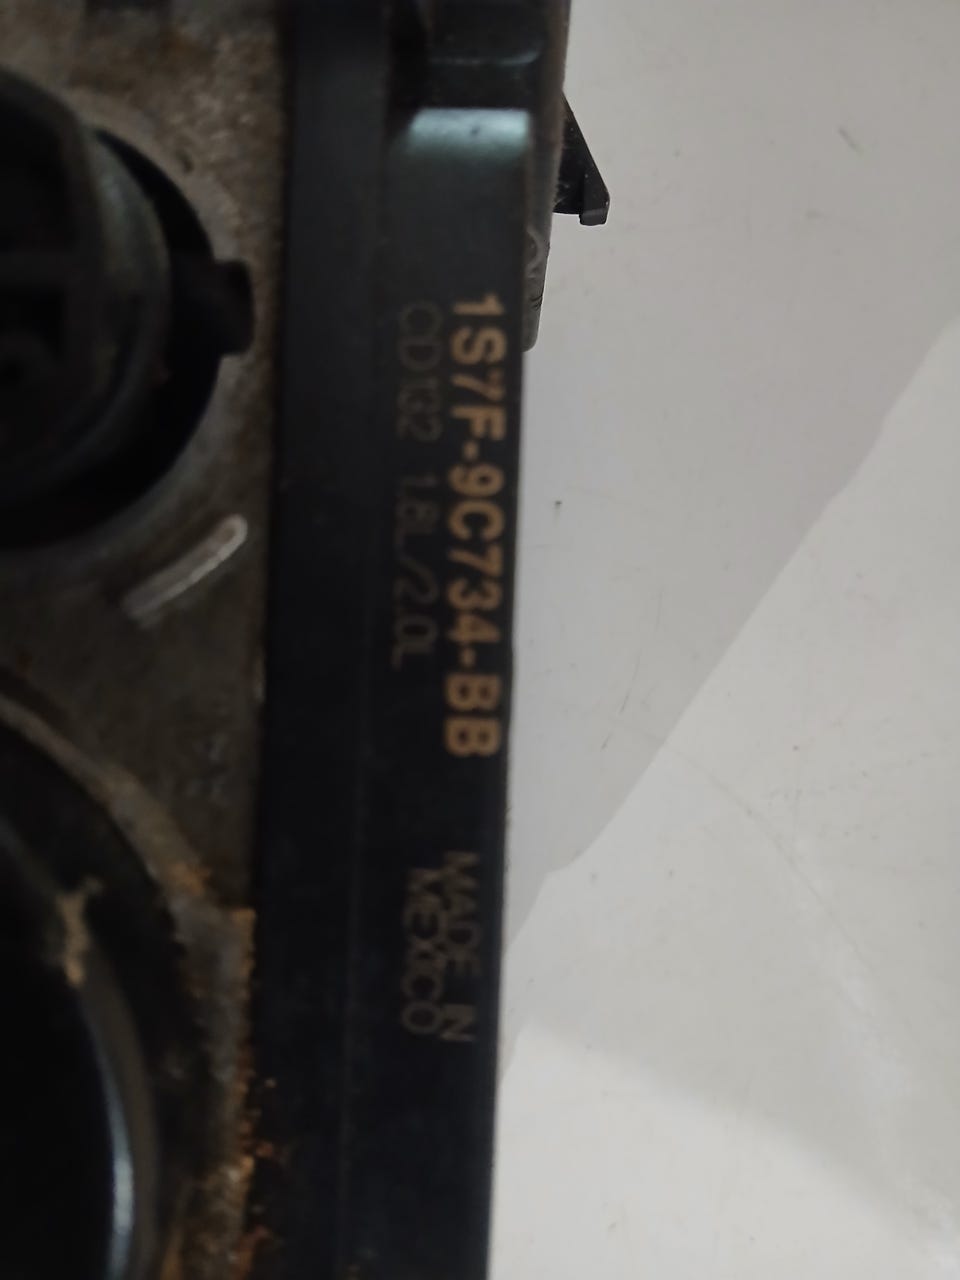 1S7F-9C734-BB
CD132 1.8L/2.0L
MADE IN
MEXICO